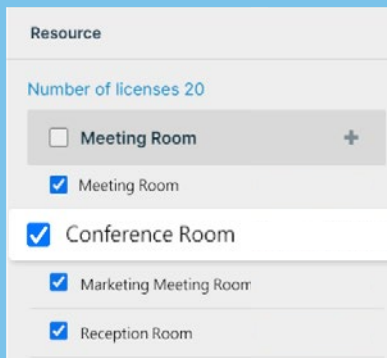 Resource
Number of licenses 20
Meeting Room
Meeting Room
Conference Room
Marketing Meeting Room
Reception Room